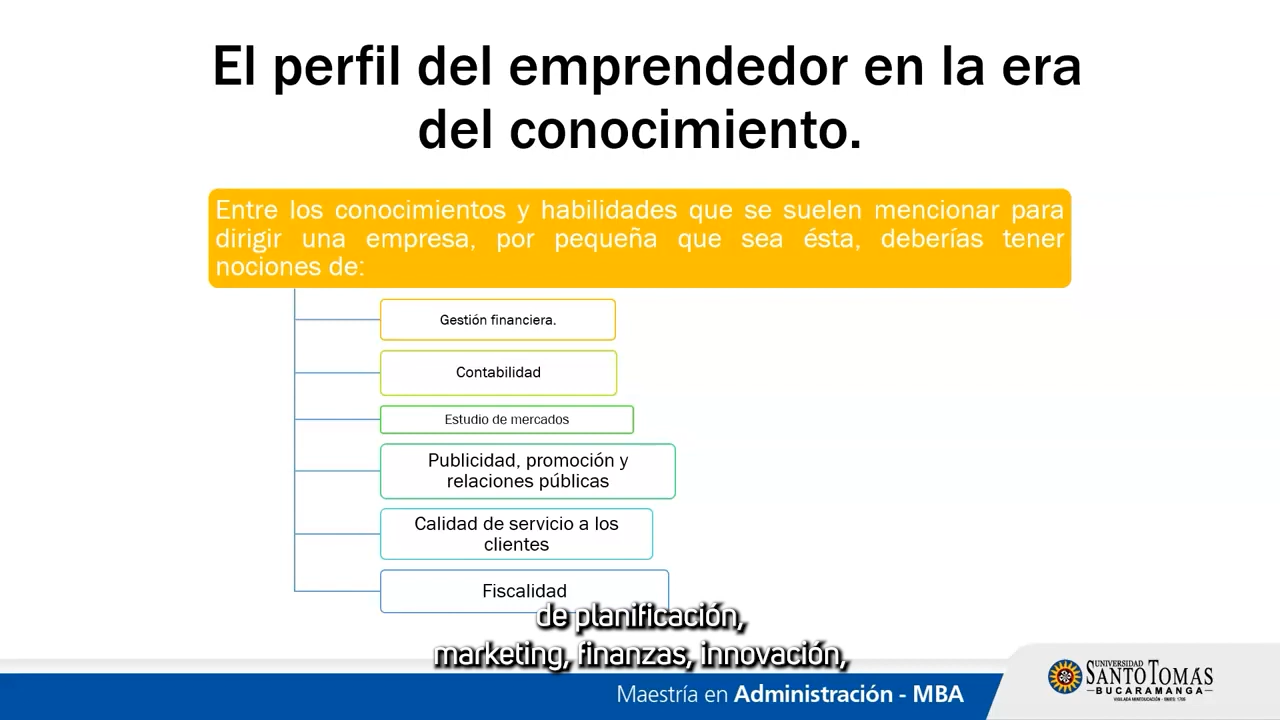 El perfil del emprendedor en la era
del conocimiento.
Entre los conocimientos y habilidades que se suelen mencionar para
dirigir una empresa, por pequeña que sea ésta, deberías tener
nociones de:
Gestión financiera.
Contabilidad
Estudio de mercados
Publicidad, promoción y
relaciones públicas
Calidad de servicio a los
clientes
Fiscalidad
de planificación,
marketing, finanzas, innovación,
Maestría en Administración - MBA
UNIVERSIDAD
SANTO TOMAS
BUCARAMANGA